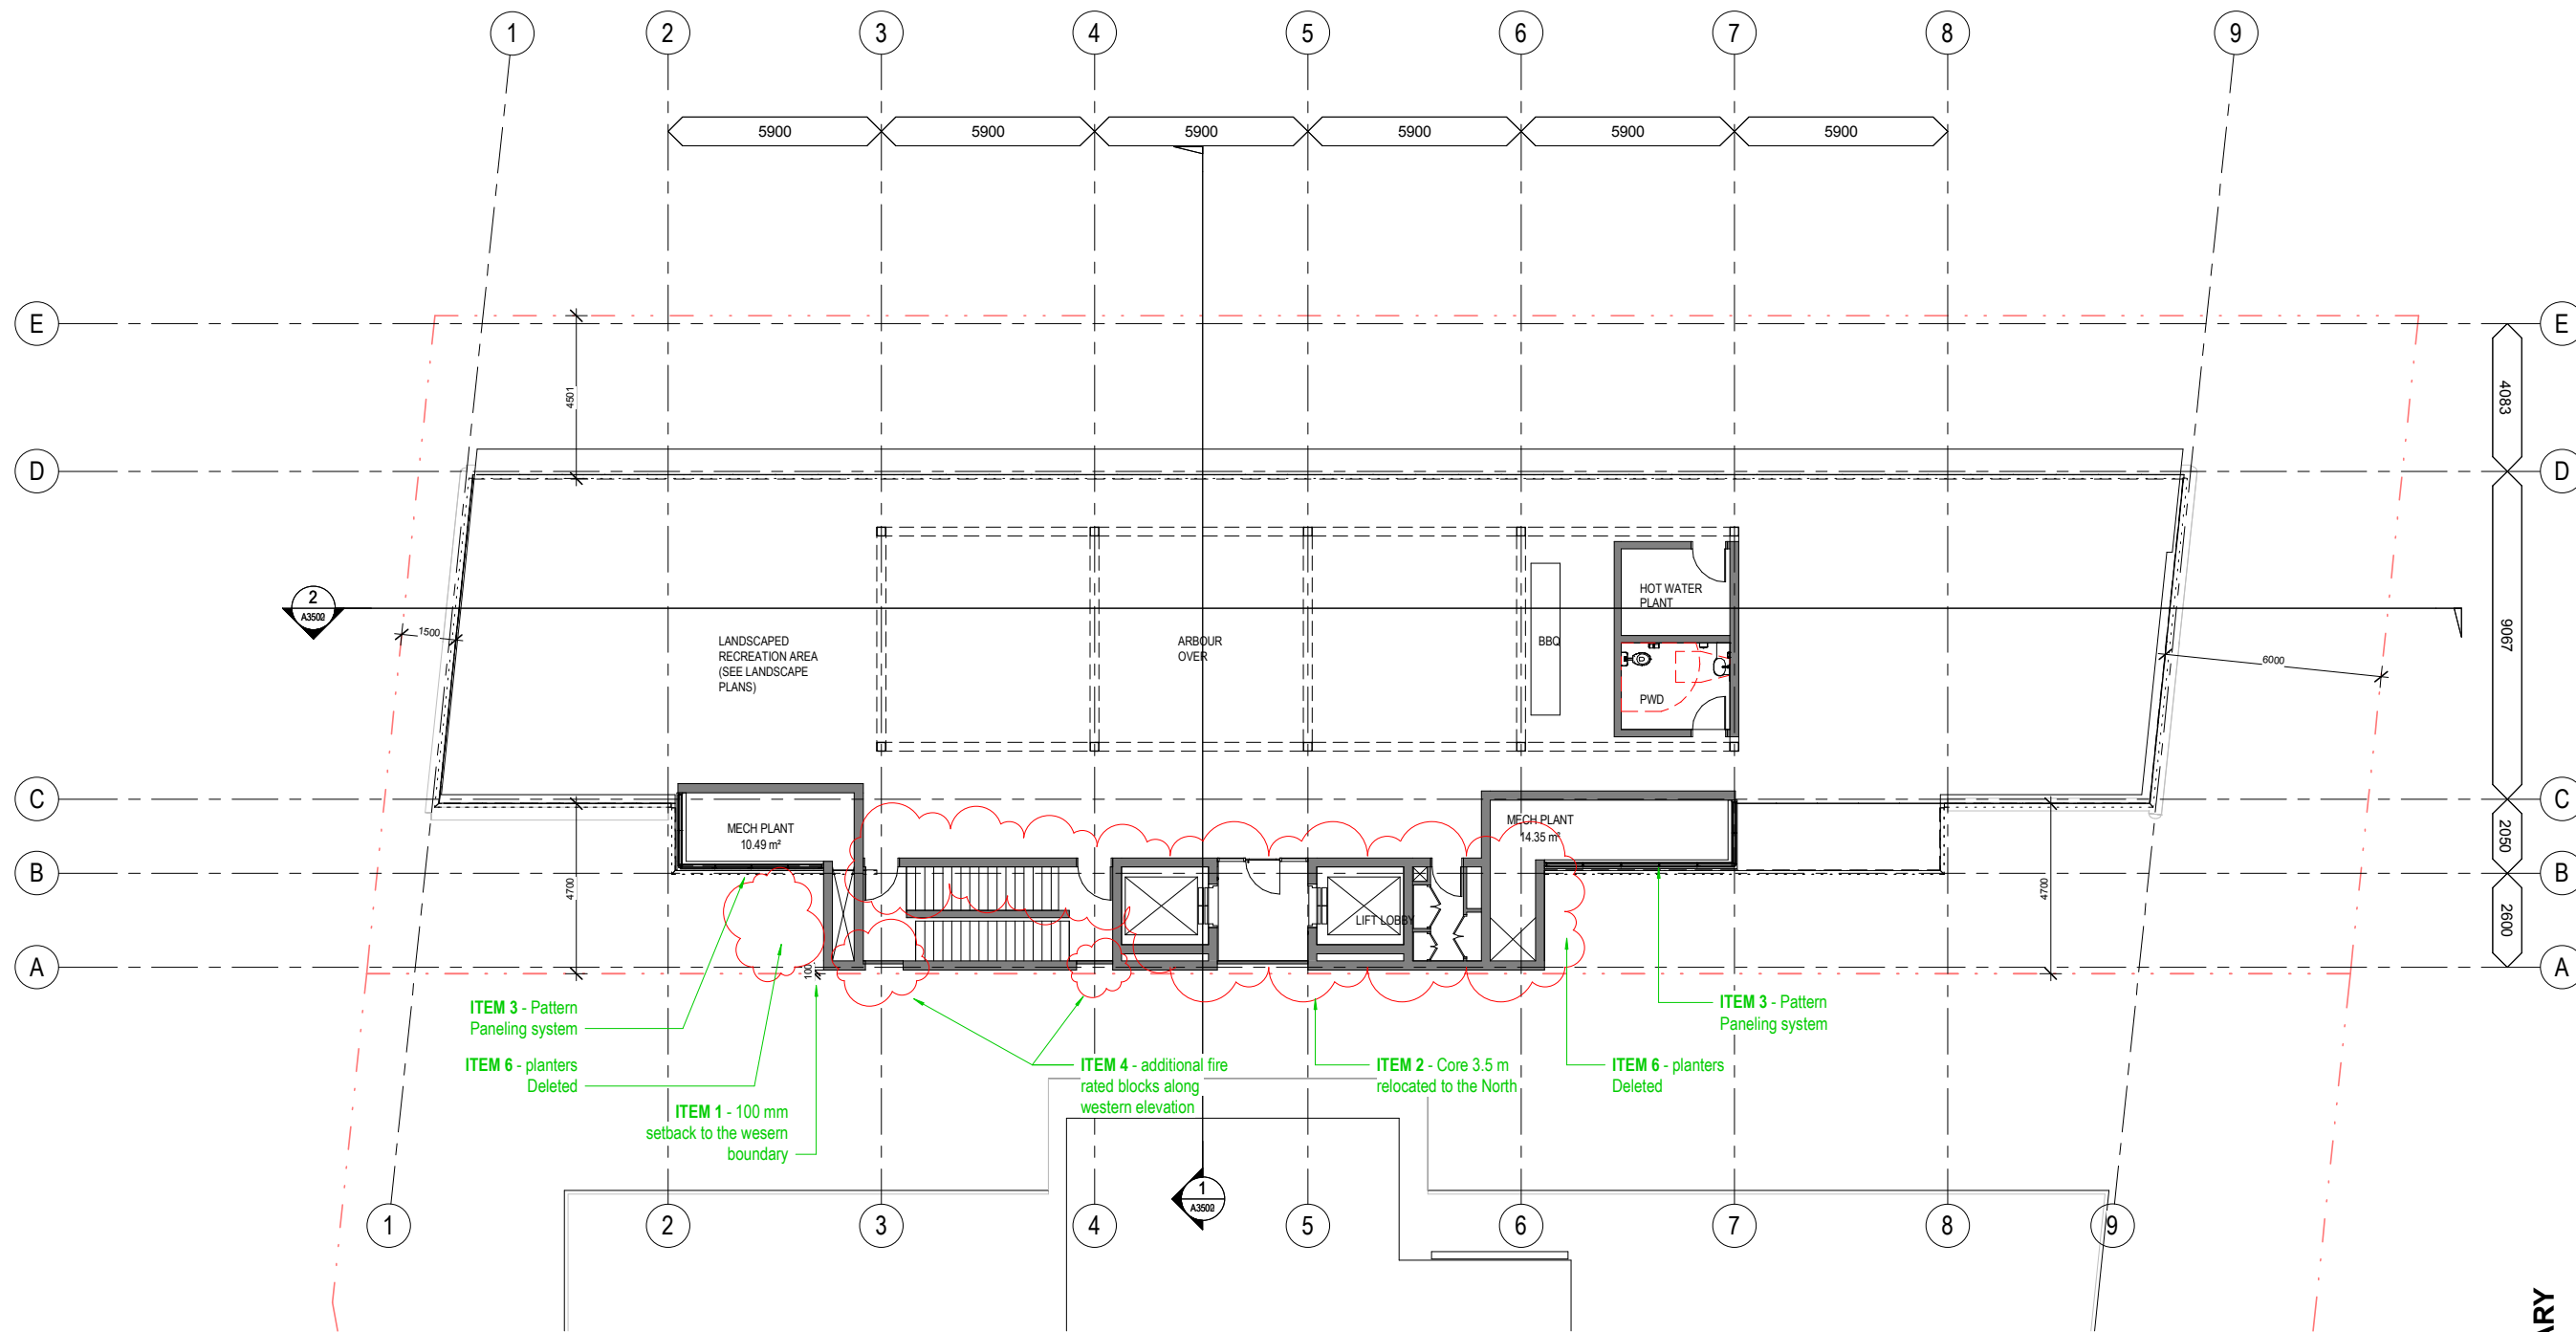 1
2
3
4
5
6
7
8
9
5900
5900
5900
5900
5900
5900
E
E
4501
4083
D
D
2
A3502
1500
LANDSCAPED
RECREATION AREA
(SEE LANDSCAPE
PLANS)
ARBOUR
OVER
BBQ
HOT WATER
PLANT
PWD
9067
6000
C
C
MECH PLANT
10.49 m²
MECH PLANT
14.35 m²
2050
B
B
4700
LIFT LOBBY
4700
2600
A
A
100
ITEM 3 - Pattern
Paneling system
ITEM 6 - planters
Deleted
ITEM 1 - 100 mm
setback to the wesern
boundary
ITEM 4 - additional fire
rated blocks along
western elevation
ITEM 2 - Core 3.5 m
relocated to the North
ITEM 6 - planters
Deleted
ITEM 3 - Pattern
Paneling system
1
1
A3502
2
3
4
5
6
7
8
9